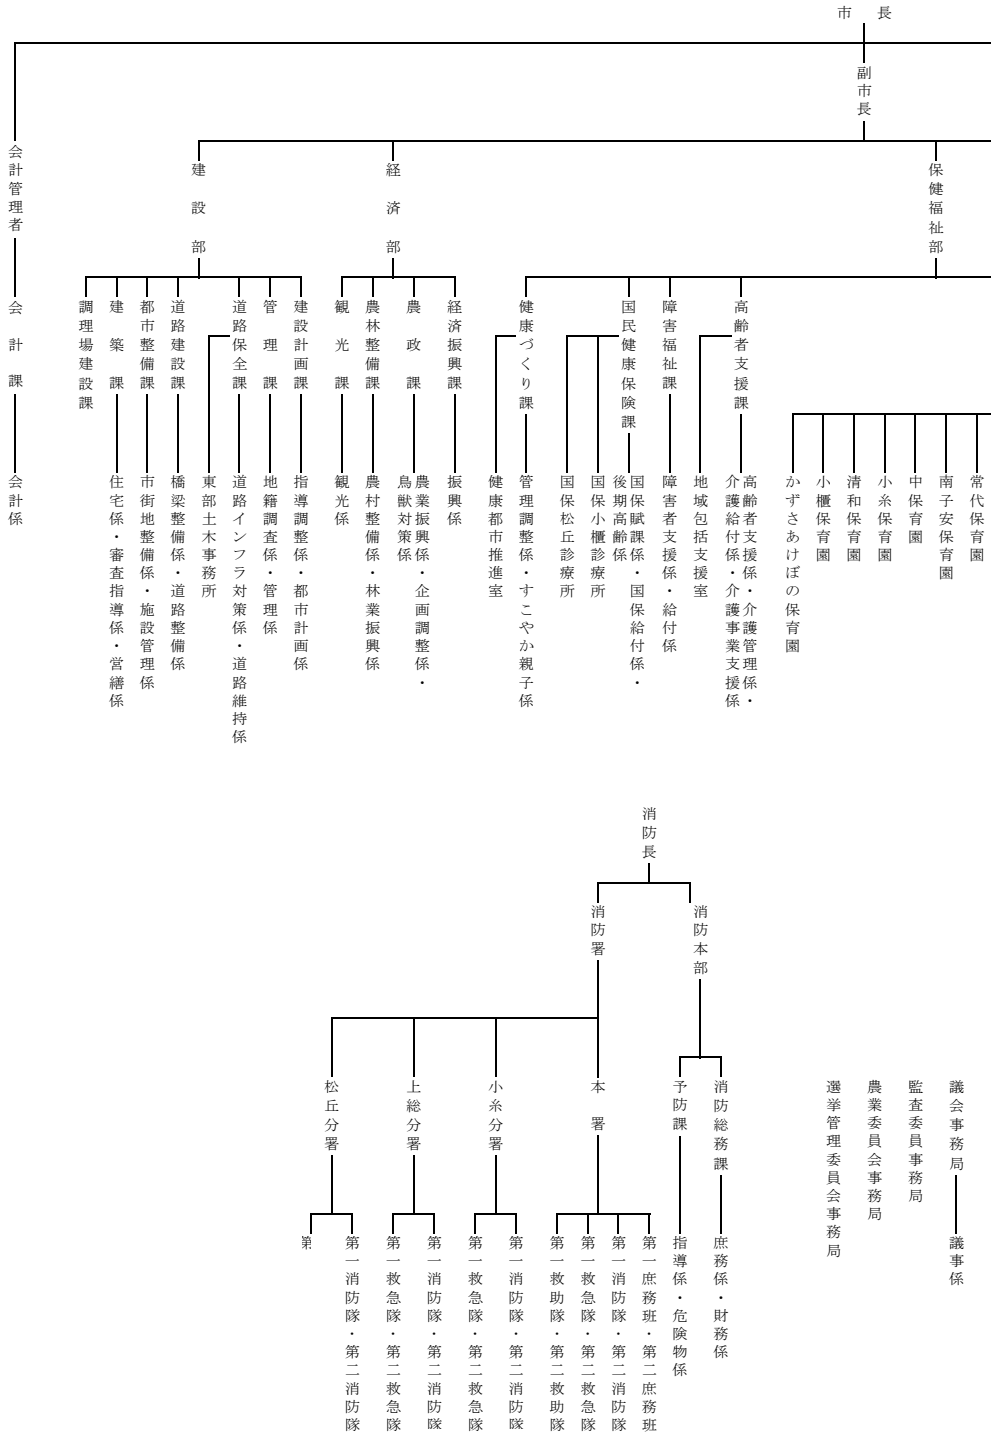 市長
副市長
保健福祉部
経済部
建設部
会計管理者
高齢者支援課
障害福祉課
国民健康保険課
健康づくり課
経済振興課
農政課
農林整備課
観光課
建設計画課
管理課
道路保全課
道路建設課
都市整備課
建築課
調理場建設課
会計課
常代保育園
南子安保育園
中保育園
小糸保育園
清和保育園
小櫃保育園
かずさあけぼの保育園
高齢者支援係・介護管理係・
介護給付係・介護事業支援係
地域包括支援室
障害者支援係・給付係
国保賦課係・国保給付係・
後期高齢係
国保小櫃診療所
国保松丘診療所
管理調整係・すこやか親子係
健康都市推進室
振興係
農業振興係・企画調整係・
鳥獣対策係
農村整備係・林業振興係
観光係
指導調整係・都市計画係
地籍調査係・管理係
道路インフラ対策係・道路維持係
東部土木事務所
橋梁整備係・道路整備係
市街地整備係・施設管理係
住宅係・審査指導係・営繕係
会計係
消防長
消防本部
消防署
議会事務局
監査委員事務局
農業委員会事務局
選挙管理委員会事務局
消防総務課
予防課
本署
小糸分署
上総分署
松丘分署
議事係
庶務係・財務係
指導係・危険物係
第一庶務班・第二庶務班
第一消防隊・第二消防隊
第一救急隊・第二救急隊
第一救助隊・第二救助隊
第一消防隊・第二消防隊
第一救急隊・第二救急隊
第一消防隊・第二消防隊
第一救急隊・第二救急隊
第一消防隊・第二消防隊
第